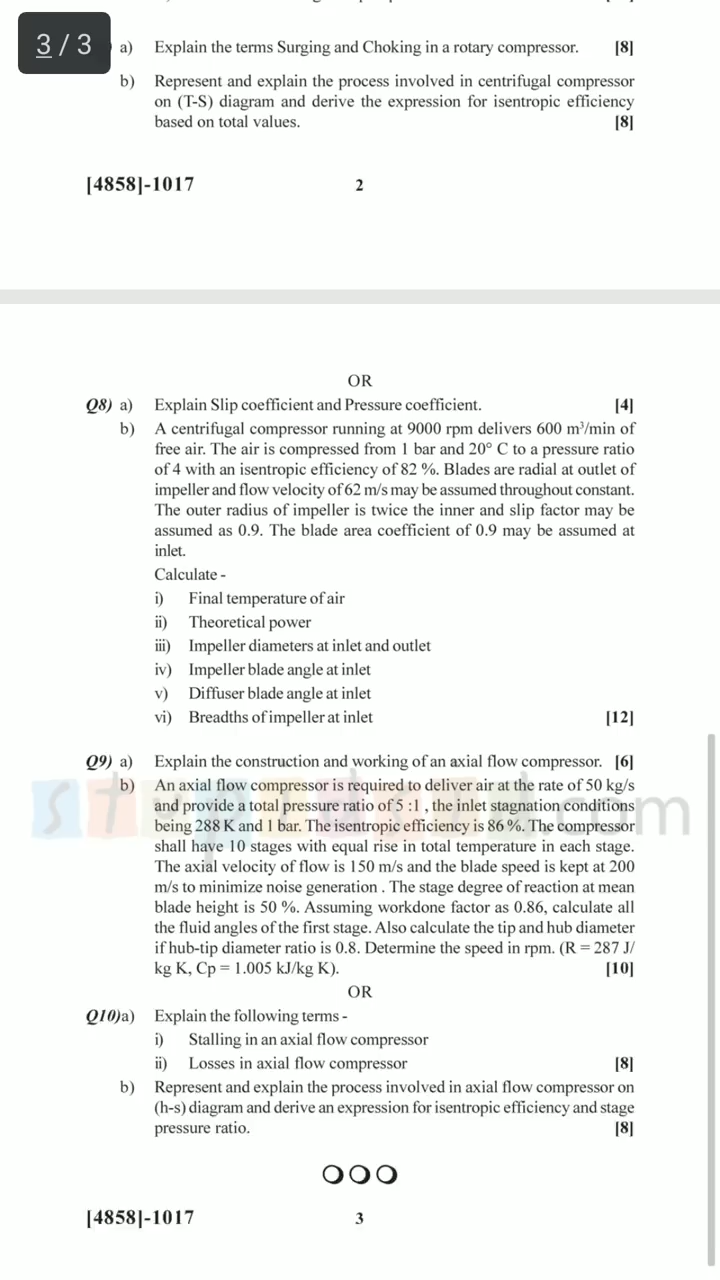 3 / 3
a) Explain the terms Surging and Choking in a rotary compressor. [8]
b) Represent and explain the process involved in centrifugal compressor
on (T-S) diagram and derive the expression for isentropic efficiency
based on total values. [8]
[4858]-1017 2
OR
Q8) a) Explain Slip coefficient and Pressure coefficient. [4]
b) A centrifugal compressor running at 9000 rpm delivers 600 m³/min of
free air. The air is compressed from 1 bar and 20° C to a pressure ratio
of 4 with an isentropic efficiency of 82 %. Blades are radial at outlet of
impeller and flow velocity of 62 m/s may be assumed throughout constant.
The outer radius of impeller is twice the inner and slip factor may be
assumed as 0.9. The blade area coefficient of 0.9 may be assumed at
inlet.
Calculate -
i) Final temperature of air
ii) Theoretical power
iii) Impeller diameters at inlet and outlet
iv) Impeller blade angle at inlet
v) Diffuser blade angle at inlet
vi) Breadths of impeller at inlet [12]
Q9) a) Explain the construction and working of an axial flow compressor. [6]
b) An axial flow compressor is required to deliver air at the rate of 50 kg/s
and provide a total pressure ratio of 5 :1 , the inlet stagnation conditions
being 288 K and 1 bar. The isentropic efficiency is 86 %. The compressor
shall have 10 stages with equal rise in total temperature in each stage.
The axial velocity of flow is 150 m/s and the blade speed is kept at 200
m/s to minimize noise generation . The stage degree of reaction at mean
blade height is 50 %. Assuming workdone factor as 0.86, calculate all
the fluid angles of the first stage. Also calculate the tip and hub diameter
if hub-tip diameter ratio is 0.8. Determine the speed in rpm. (R = 287 J/
kg K, Cp = 1.005 kJ/kg K). [10]
OR
Q10)a) Explain the following terms -
i) Stalling in an axial flow compressor
ii) Losses in axial flow compressor [8]
b) Represent and explain the process involved in axial flow compressor on
(h-s) diagram and derive an expression for isentropic efficiency and stage
pressure ratio. [8]
[4858]-1017 3